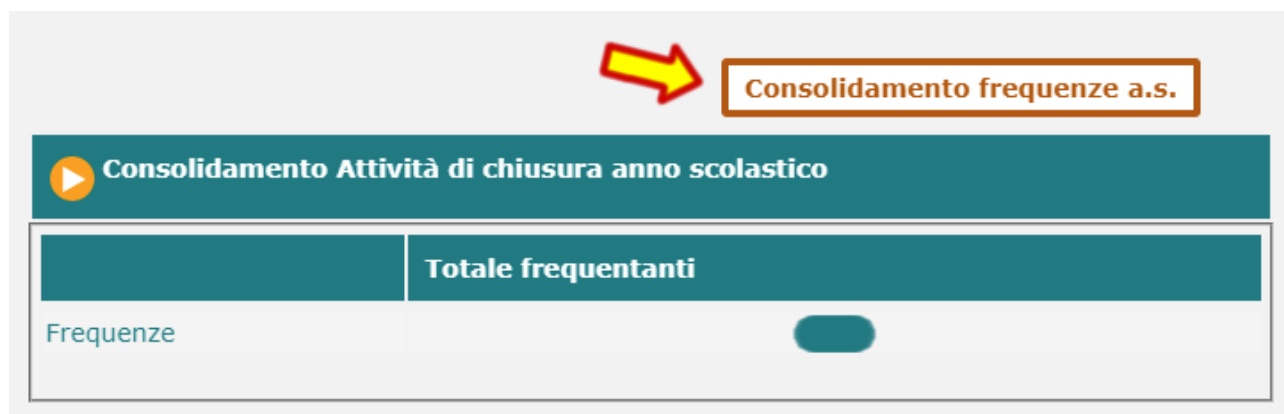 Consolidamento frequenze a.s.
Consolidamento Attività di chiusura anno scolastico
Totale frequentanti
Frequenze